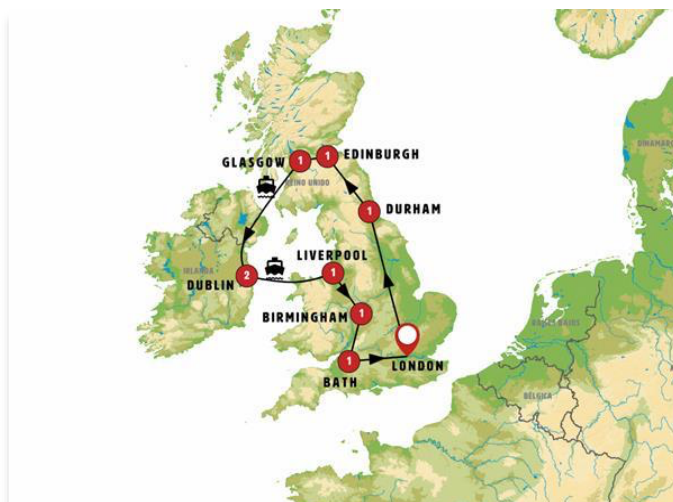 DINAMARCA
GLASGOW
1
1
EDINBURGH
REINO UNIDO
1
DURHAM
LIVERPOOL
IRLANDA
2
1
DUBLIN
BIRMINGHAM
1
PAÍSES BAJOS
1
BATH
LONDON
BÉLGICA